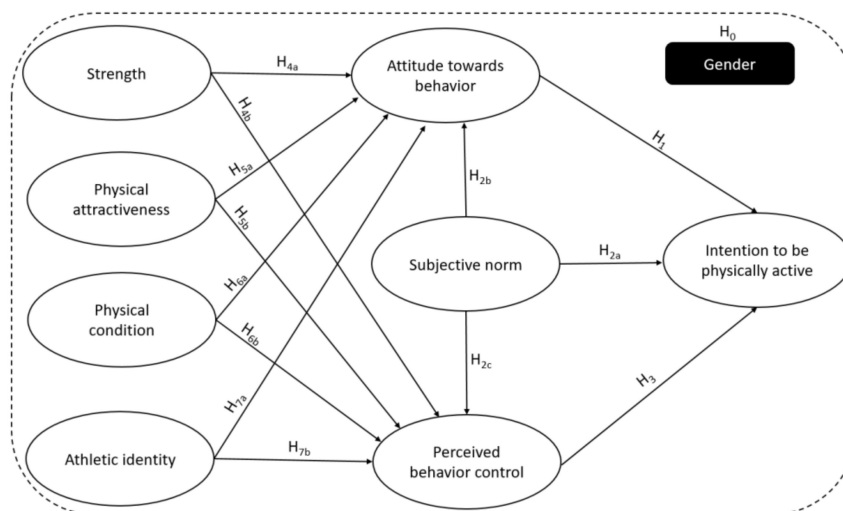 H0
Gender
Strength
H4a
Attitude towards
behavior
H4b
H1
H5a
Physical
attractiveness
H2b
H5b
Subjective norm
H2a
Intention to be
physically active
H6a
Physical
condition
H6b
H2c
H7a
H3
Athletic identity
H7b
Perceived
behavior control